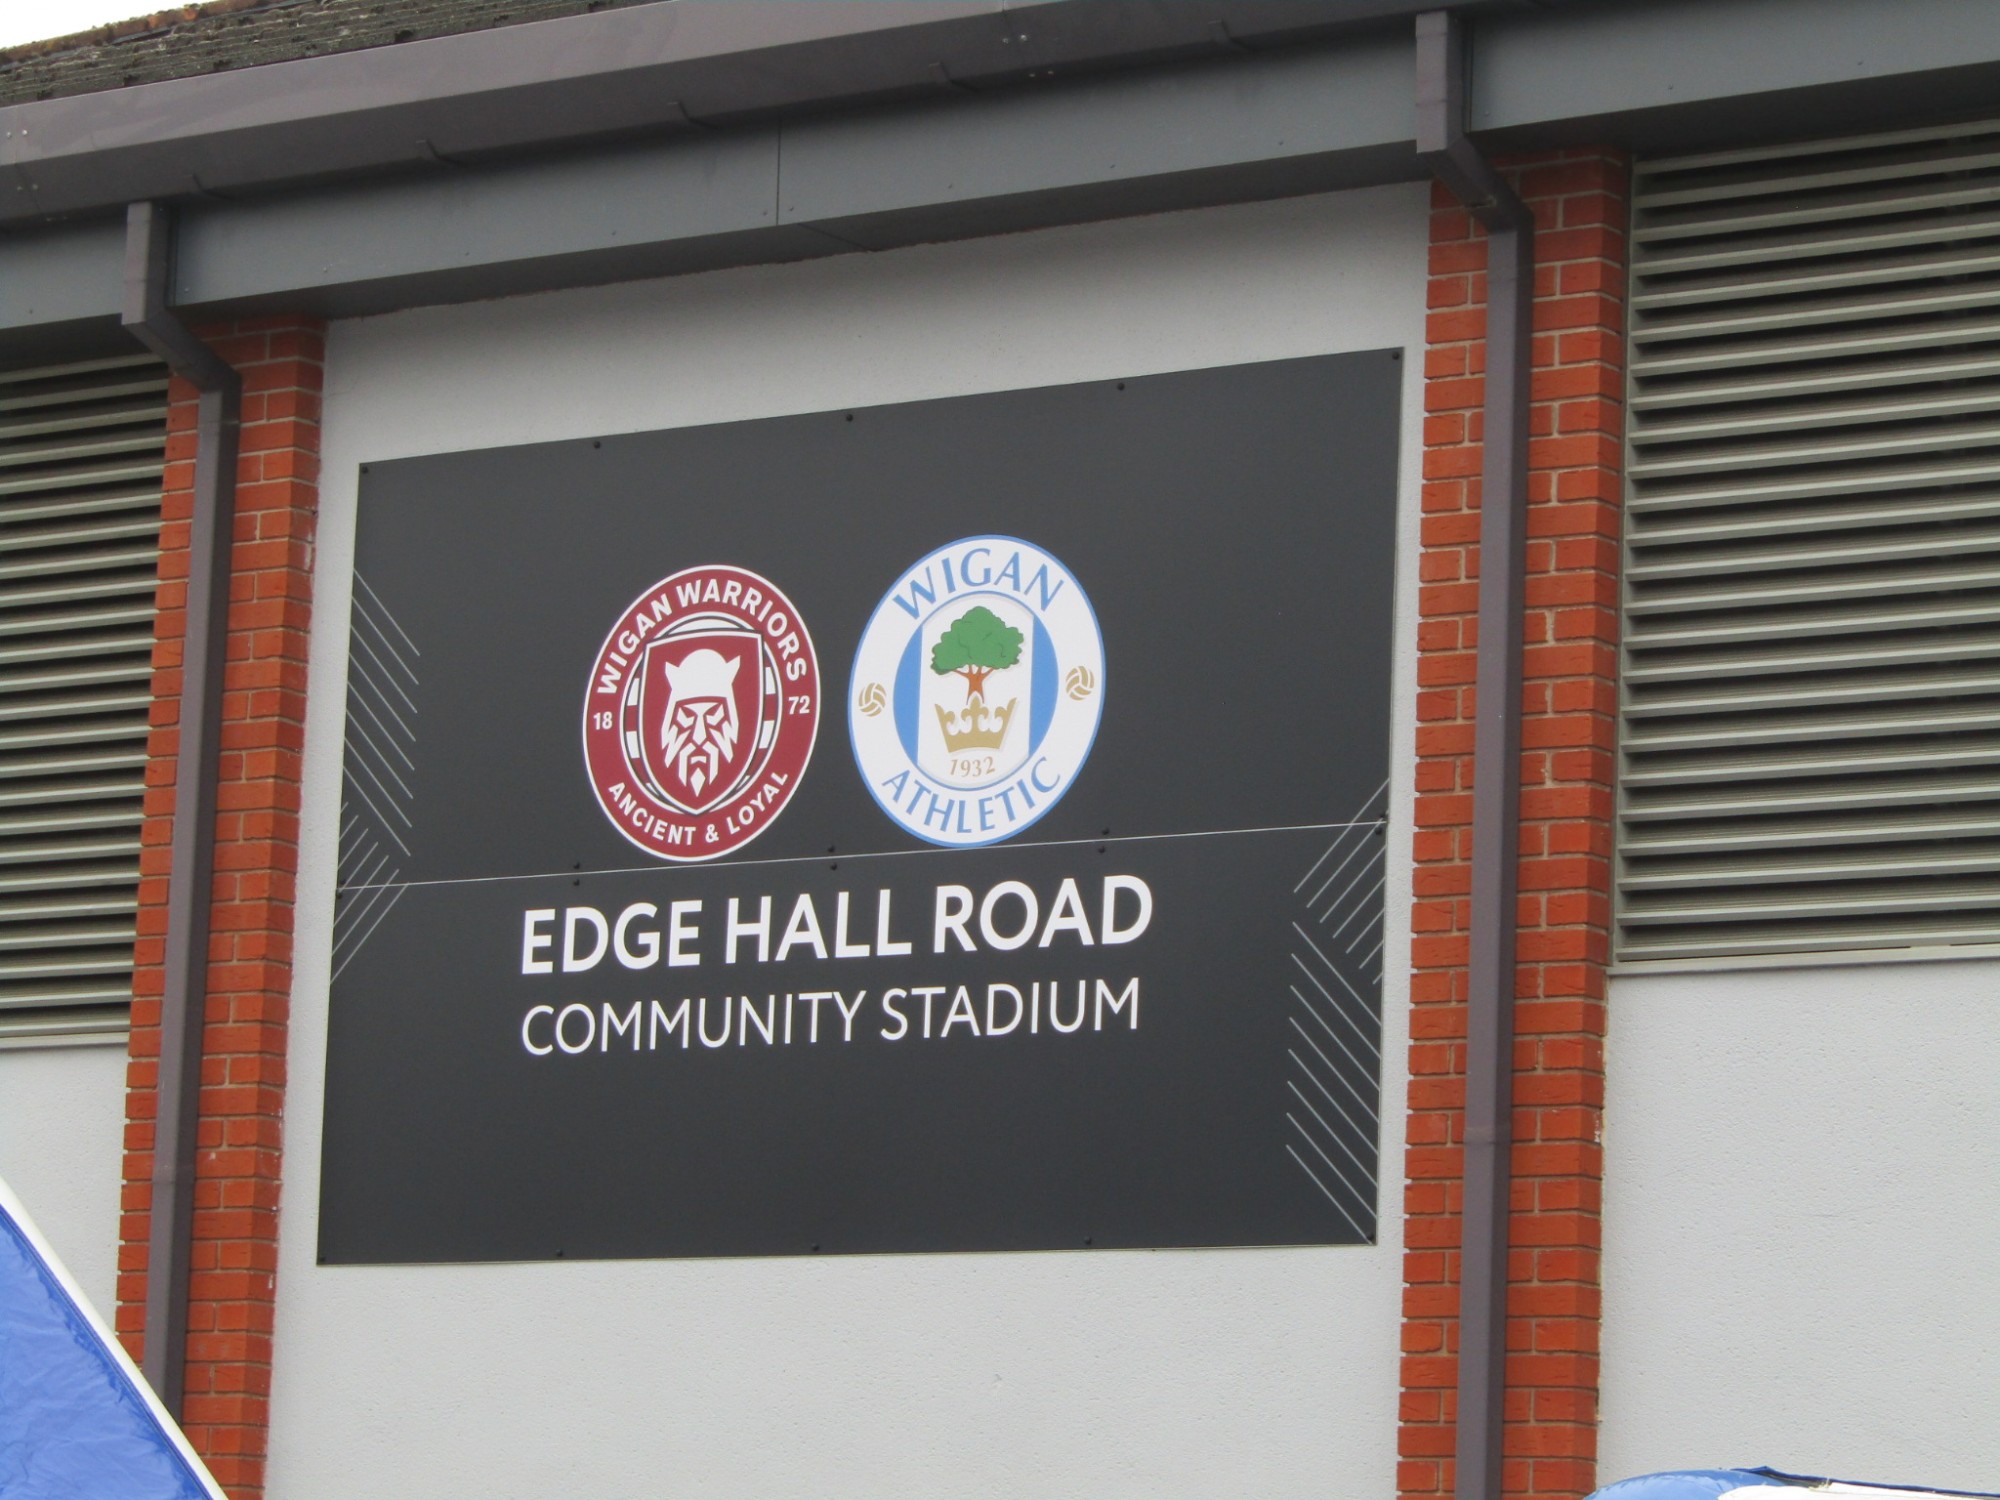 WIGAN WARRIORS
18 72
ANCIENT & LOYAL
WIGAN
1932
ATHLETIC
EDGE HALL ROAD
COMMUNITY STADIUM